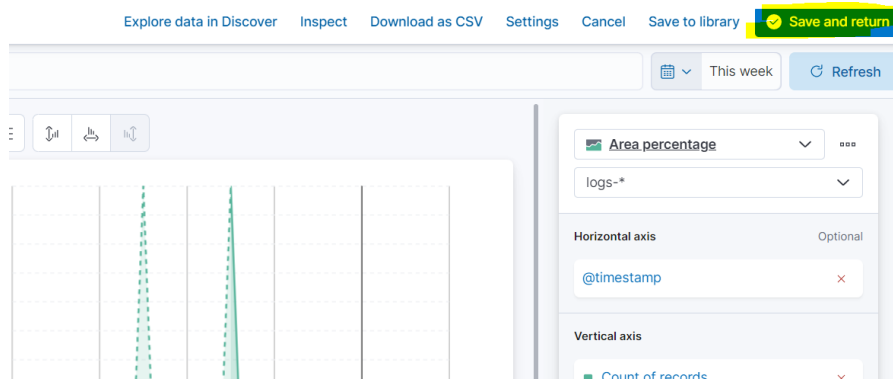 Explore data in Discover Inspect Download as CSV Settings Cancel Save to library Save and return
This week Refresh
Area percentage
logs-*
Horizontal axis Optional
@timestamp
Vertical axis
Count of records